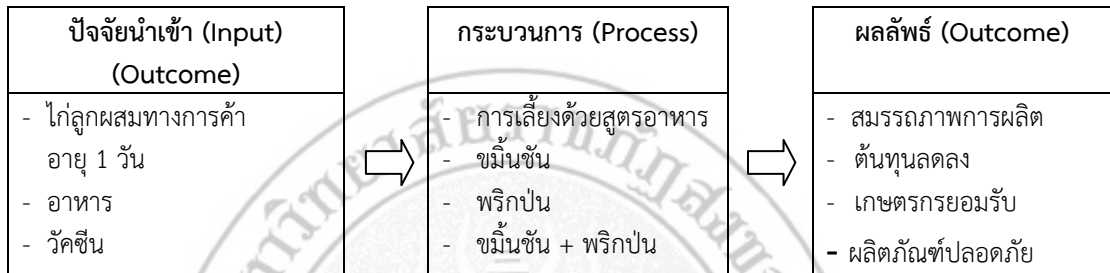 ปัจจัยนำเข้า (Input)
(Outcome)
- ไก่ลูกผสมทางการค้า
อายุ 1 วัน
- อาหาร
- วัคซีน
กระบวนการ (Process)
- การเลี้ยงด้วยสูตรอาหาร
- ขมิ้นชัน
- พริกป่น
- ขมิ้นชัน + พริกป่น
ผลลัพธ์ (Outcome)
- สมรรถภาพการผลิต
- ต้นทุนลดลง
- เกษตรกรยอมรับ
- ผลิตภัณฑ์ปลอดภัย